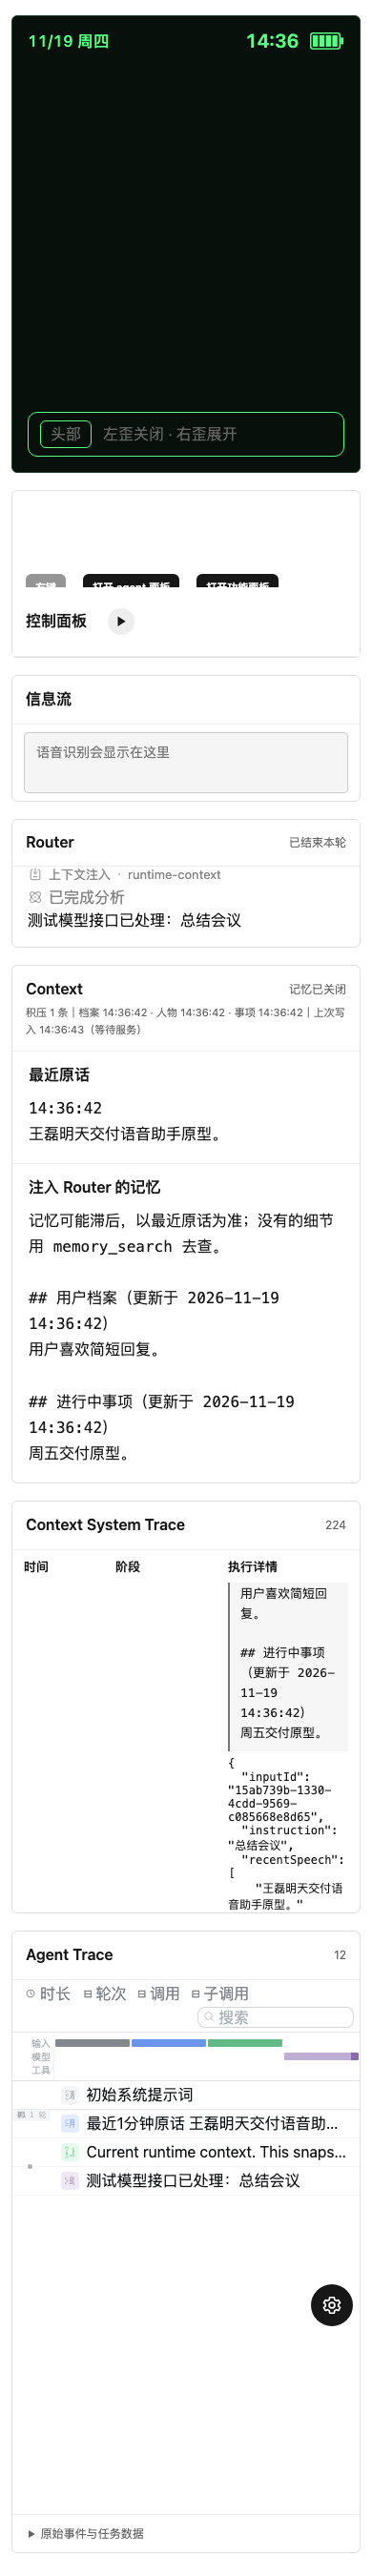 11/19 周四
14:36
头部 左歪关闭 · 右歪展开
右键 打开 agent 面板 打开功能面板
控制面板
信息流
语音识别会显示在这里
Router
已结束本轮
上下文注入 · runtime-context
已完成分析
测试模型接口已处理：总结会议
Context
记忆已关闭
积压 1 条 | 档案 14:36:42 · 人物 14:36:42 · 事项 14:36:42 | 上次写
入 14:36:43（等待服务）
最近原话
14:36:42
王磊明天交付语音助手原型。
注入 Router 的记忆
记忆可能滞后，以最近原话为准；没有的细节
用 memory_search 去查。
## 用户档案（更新于 2026-11-19
14:36:42）
用户喜欢简短回复。
## 进行中事项（更新于 2026-11-19
14:36:42）
周五交付原型。
Context System Trace
224
时间 阶段 执行详情
用户喜欢简短回
复。
## 进行中事项
（更新于 2026-
11-19
14:36:42）
周五交付原型。
{
"inputId":
"15ab739b-1330-
4cdd-9569-
c085668e8d65",
"instruction":
"总结会议",
"recentSpeech":
[
"王磊明天交付语
音助手原型。"
Agent Trace
12
时长 轮次 调用 子调用
搜索
输入
模型
工具
初始系统提示词
最近1分钟原话 王磊明天交付语音助...
Current runtime context. This snaps...
测试模型接口已处理：总结会议
原始事件与任务数据